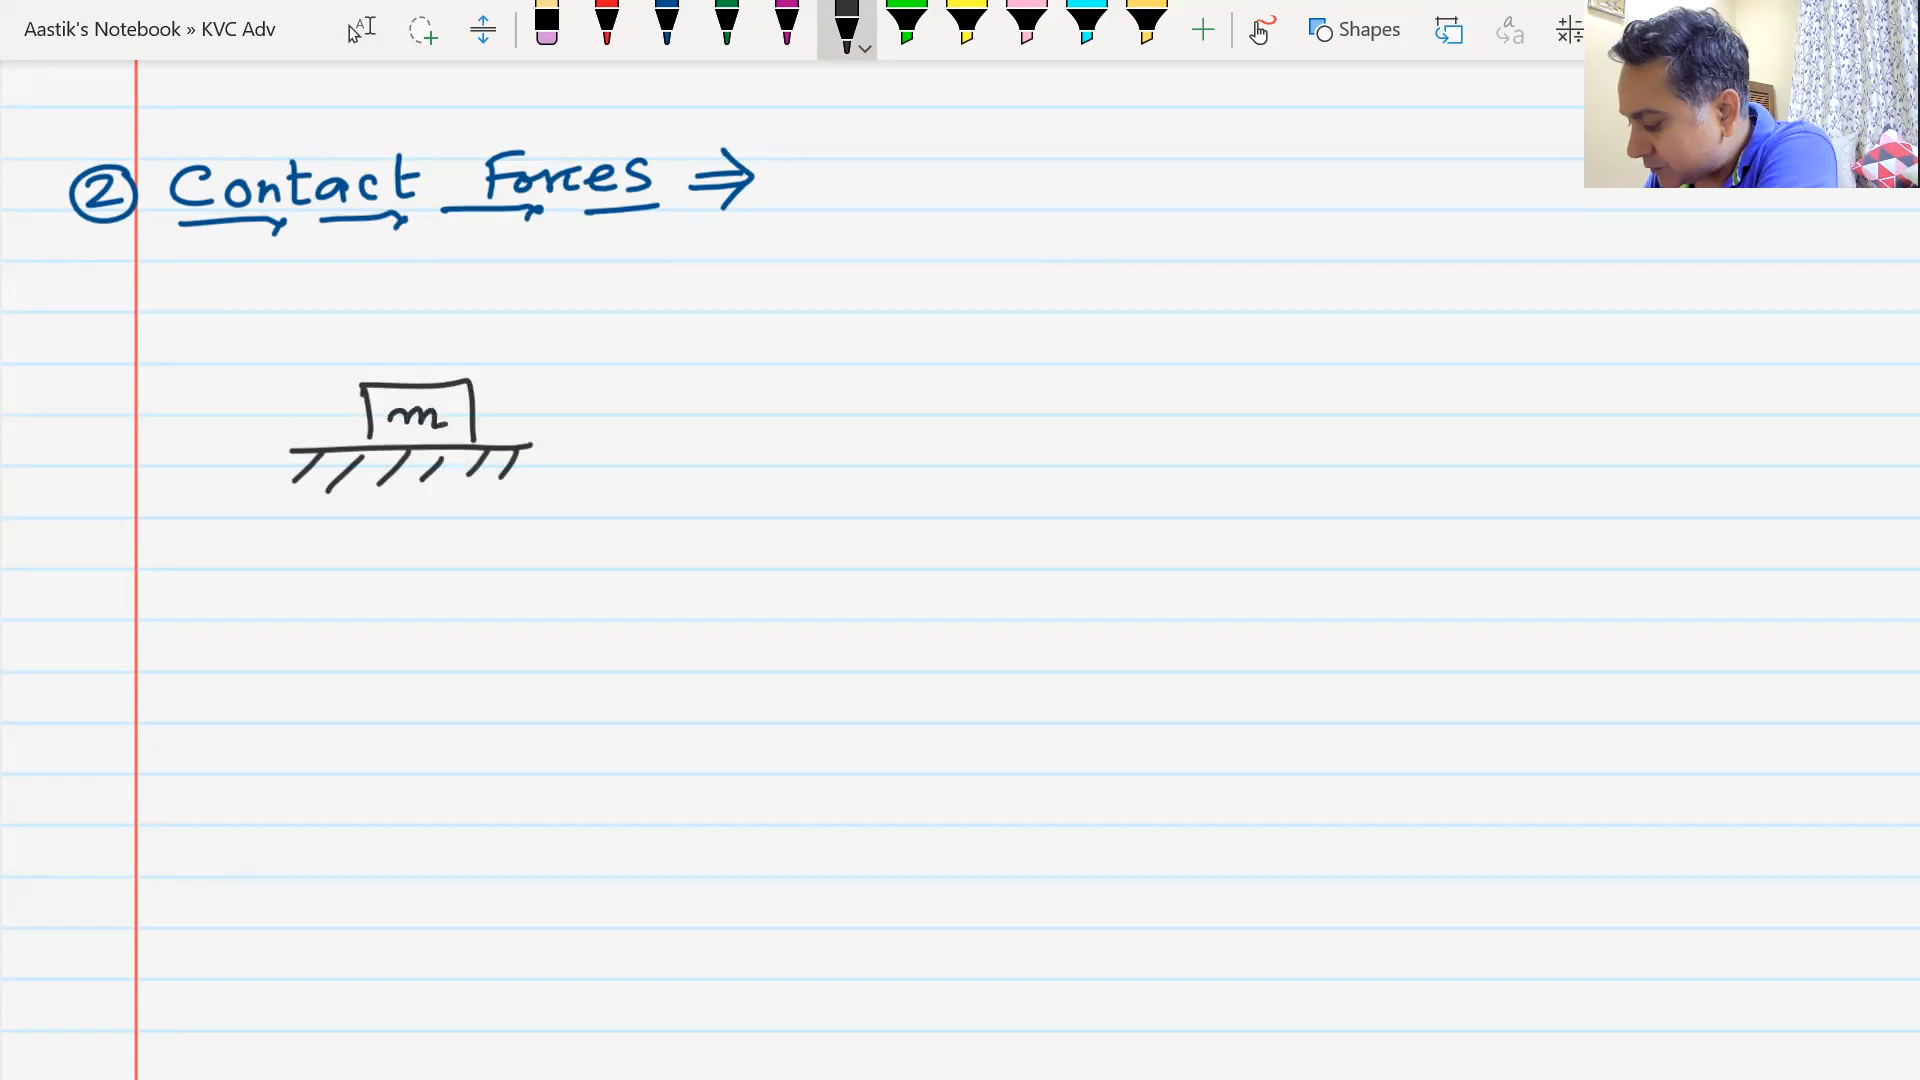 Aastik's Notebook » KVC Adv
Shapes
② Contact Forces ⇒
m